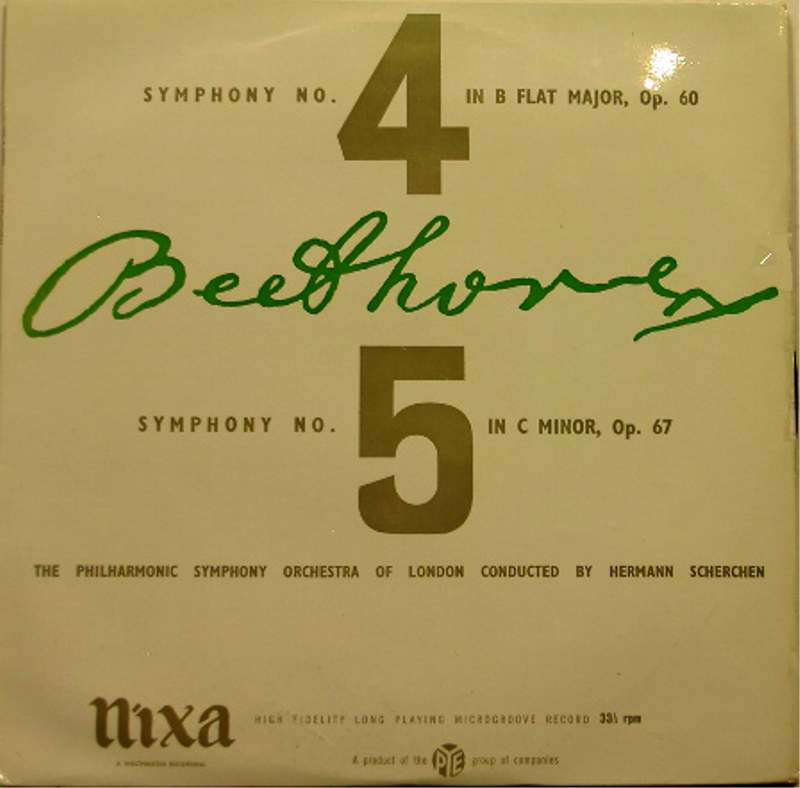 SYMPHONY NO. 4 IN B FLAT MAJOR, Op. 60
Beethoven
SYMPHONY NO. 5 IN C MINOR, Op. 67
THE PHILHARMONIC SYMPHONY ORCHESTRA OF LONDON CONDUCTED BY HERMANN SCHERCHEN
nixa HIGH FIDELITY LONG PLAYING MICROGROOVE RECORD 33⅓ rpm
A WESTMINSTER RECORDING
A product of the PYE group of companies